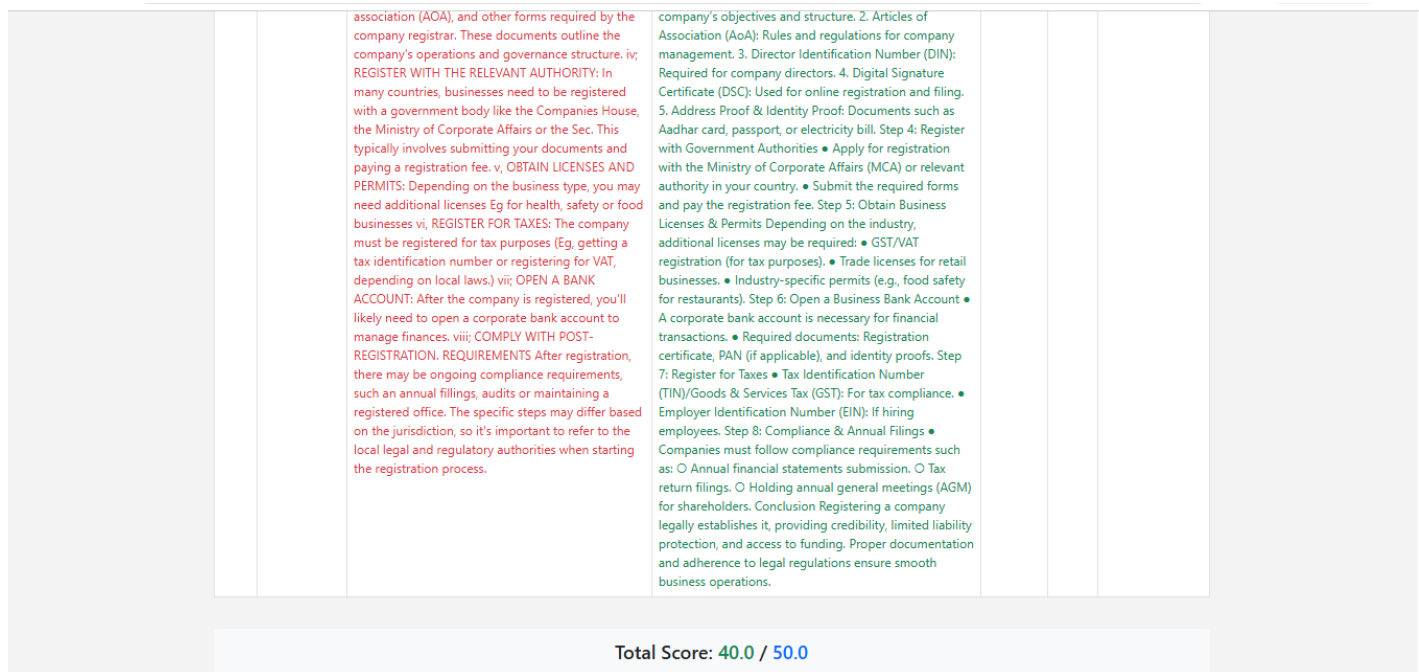 association (AOA), and other forms required by the
company registrar. These documents outline the
company's operations and governance structure. iv;
REGISTER WITH THE RELEVANT AUTHORITY: In
many countries, businesses need to be registered
with a government body like the Companies House,
the Ministry of Corporate Affairs or the Sec. This
typically involves submitting your documents and
paying a registration fee. v, OBTAIN LICENSES AND
PERMITS: Depending on the business type, you may
need additional licenses Eg for health, safety or food
businesses vi, REGISTER FOR TAXES: The company
must be registered for tax purposes (Eg, getting a
tax identification number or registering for VAT,
depending on local laws.) vii; OPEN A BANK
ACCOUNT: After the company is registered, you'll
likely need to open a corporate bank account to
manage finances. viii; COMPLY WITH POST-
REGISTRATION. REQUIREMENTS After registration,
there may be ongoing compliance requirements,
such an annual fillings, audits or maintaining a
registered office. The specific steps may differ based
on the jurisdiction, so it's important to refer to the
local legal and regulatory authorities when starting
the registration process.
company's objectives and structure. 2. Articles of
Association (AoA): Rules and regulations for company
management. 3. Director Identification Number (DIN):
Required for company directors. 4. Digital Signature
Certificate (DSC): Used for online registration and filing.
5. Address Proof & Identity Proof: Documents such as
Aadhar card, passport, or electricity bill. Step 4: Register
with Government Authorities ● Apply for registration
with the Ministry of Corporate Affairs (MCA) or relevant
authority in your country. ● Submit the required forms
and pay the registration fee. Step 5: Obtain Business
Licenses & Permits Depending on the industry,
additional licenses may be required: ● GST/VAT
registration (for tax purposes). ● Trade licenses for retail
businesses. ● Industry-specific permits (e.g., food safety
for restaurants). Step 6: Open a Business Bank Account ●
A corporate bank account is necessary for financial
transactions. ● Required documents: Registration
certificate, PAN (if applicable), and identity proofs. Step
7: Register for Taxes ● Tax Identification Number
(TIN)/Goods & Services Tax (GST): For tax compliance. ●
Employer Identification Number (EIN): If hiring
employees. Step 8: Compliance & Annual Filings ●
Companies must follow compliance requirements such
as: ○ Annual financial statements submission. ○ Tax
return filings. ○ Holding annual general meetings (AGM)
for shareholders. Conclusion Registering a company
legally establishes it, providing credibility, limited liability
protection, and access to funding. Proper documentation
and adherence to legal regulations ensure smooth
business operations.
Total Score: 40.0 / 50.0